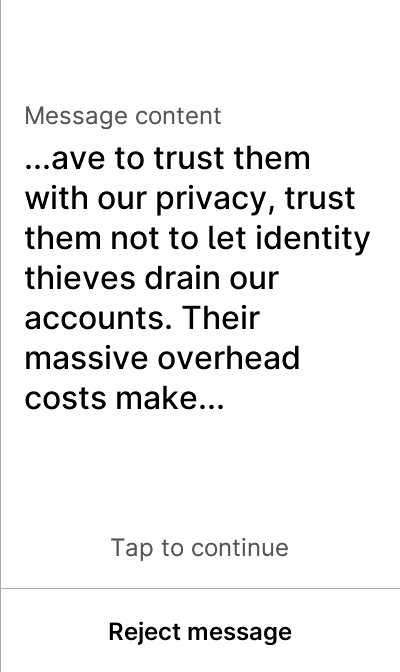 Message content
...ave to trust them
with our privacy, trust
them not to let identity
thieves drain our
accounts. Their
massive overhead
costs make...
Tap to continue
Reject message